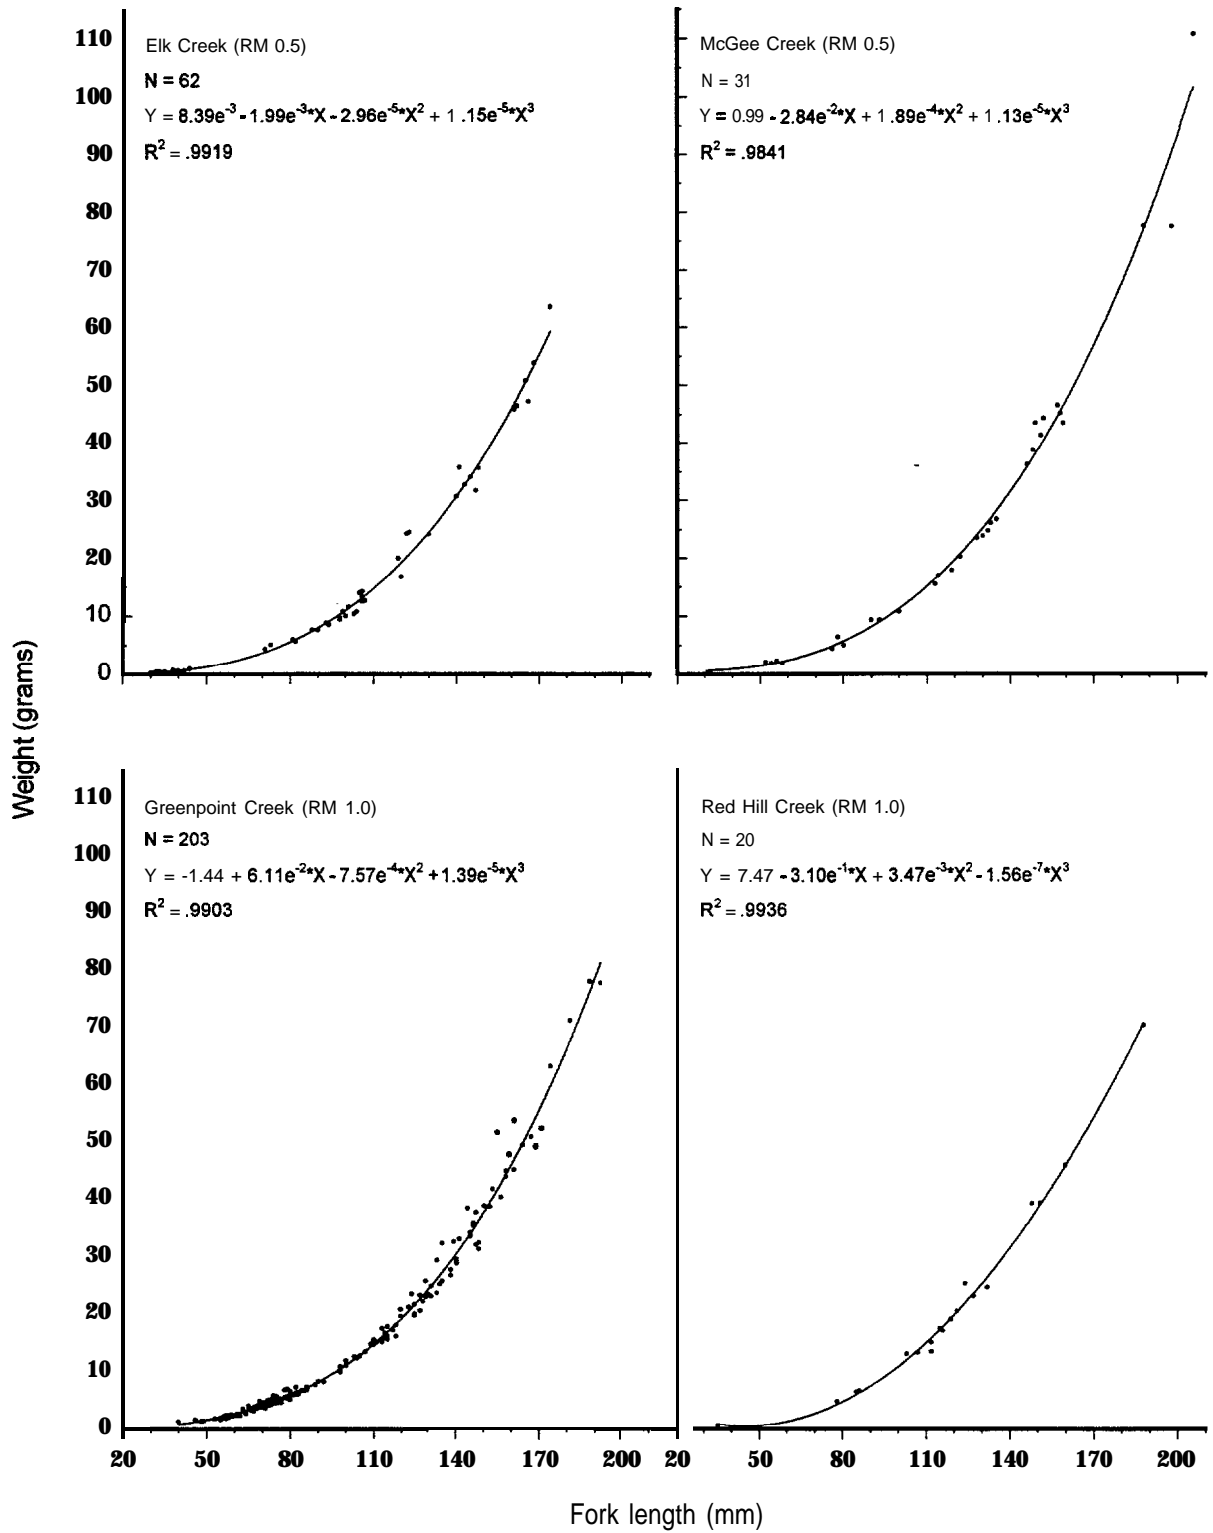 Elk Creek (RM 0.5)
N = 62
Y = 8.39e⁻³ - 1.99e⁻³*X - 2.96e⁻⁵*X² + 1.15e⁻⁵*X³
R² = .9919
110
100
90
80
70
60
50
40
30
20
10
0
McGee Creek (RM 0.5)
N = 31
Y = 0.99 - 2.84e⁻²*X + 1.89e⁻⁴*X² + 1.13e⁻⁵*X³
R² = .9841
Weight (grams)
Greenpoint Creek (RM 1.0)
N = 203
Y = -1.44 + 6.11e⁻²*X - 7.57e⁻⁴*X² + 1.39e⁻⁵*X³
R² = .9903
110
100
90
80
70
60
50
40
30
20
10
0
20 50 80 110 140 170 200
Red Hill Creek (RM 1.0)
N = 20
Y = 7.47 - 3.10e⁻¹*X + 3.47e⁻³*X² - 1.56e⁻⁷*X³
R² = .9936
20 50 80 110 140 170 200
Fork length (mm)